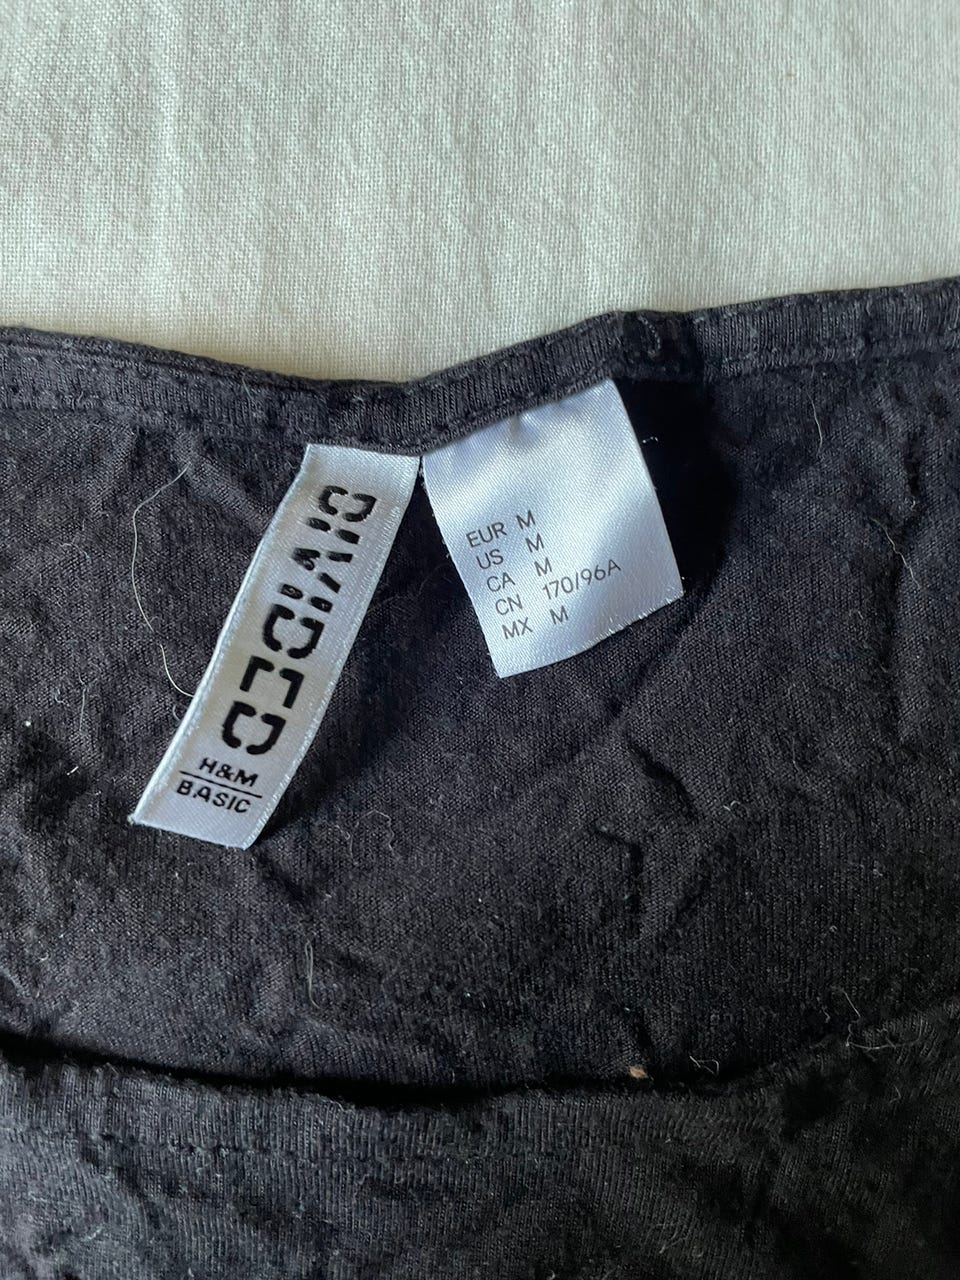 DIVIDED
H&M
BASIC
EUR M
US M
CA M
CN 170/96A
MX M